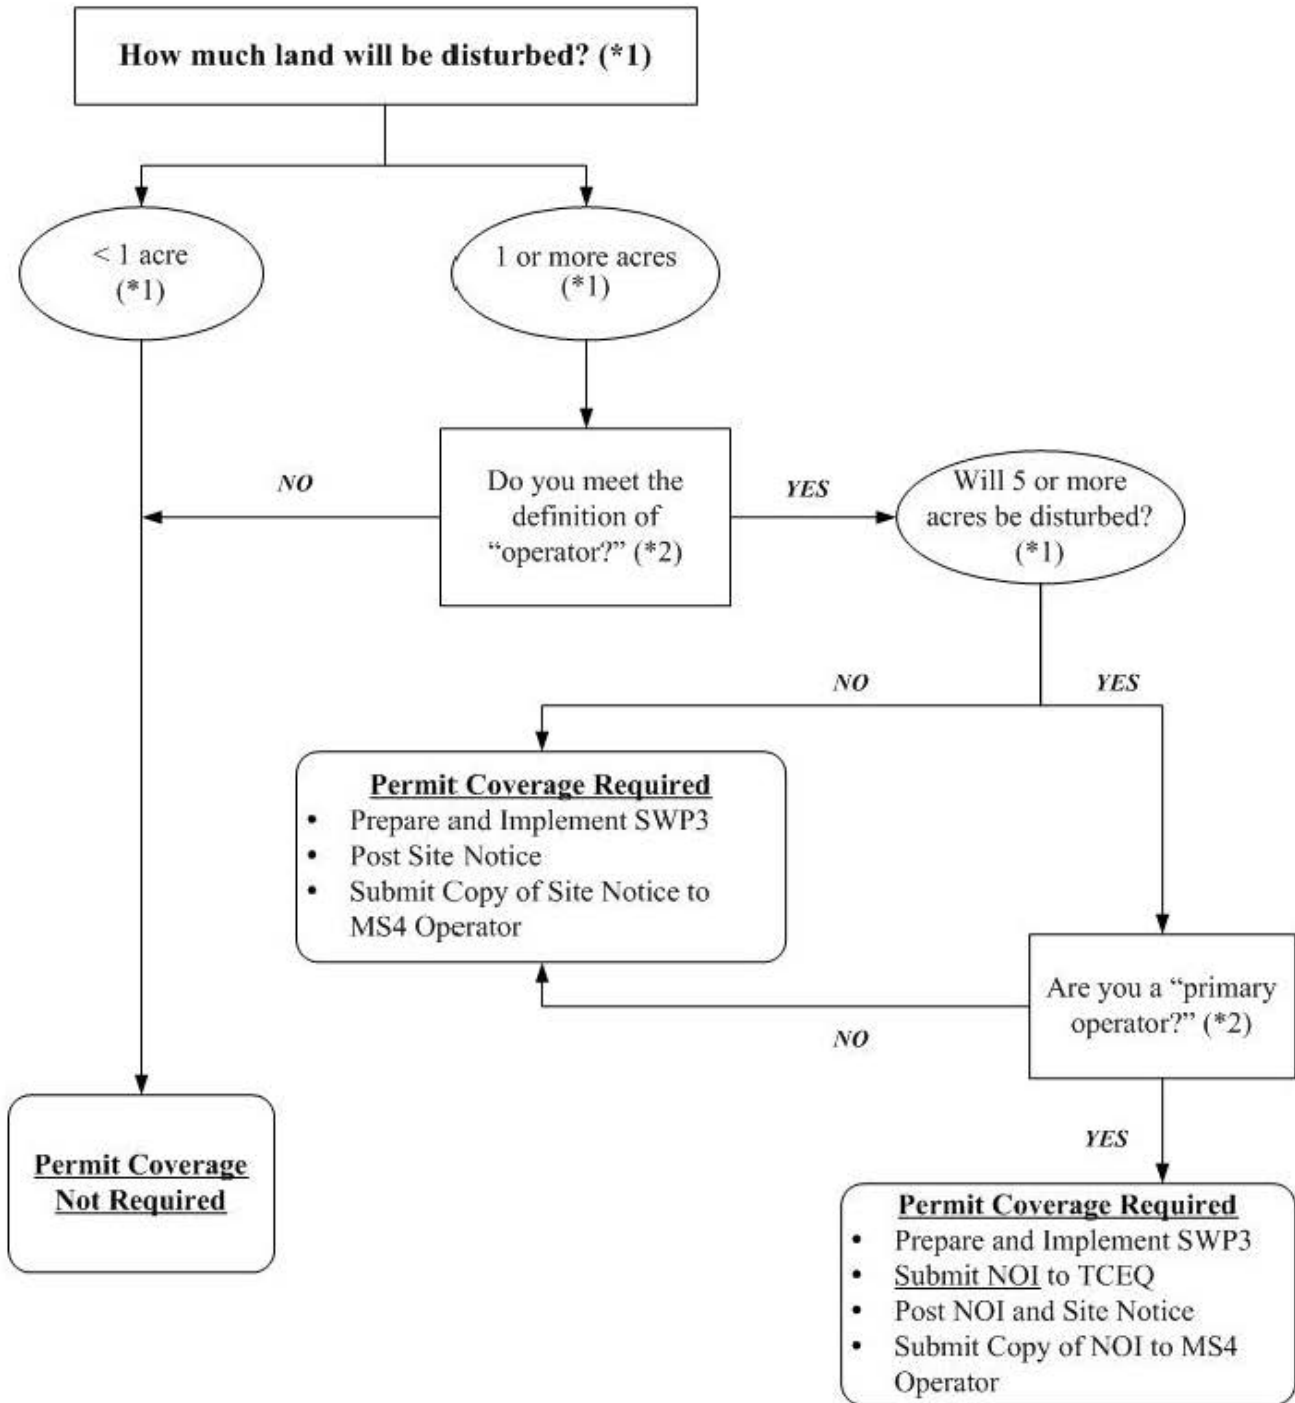 How much land will be disturbed? (*1)
< 1 acre
(*1)
1 or more acres
(*1)
NO
Do you meet the
definition of
“operator?” (*2)
YES
Will 5 or more
acres be disturbed?
(*1)
NO
YES
Permit Coverage Required
• Prepare and Implement SWP3
• Post Site Notice
• Submit Copy of Site Notice to
MS4 Operator
Are you a “primary
operator?” (*2)
NO
YES
Permit Coverage
Not Required
Permit Coverage Required
• Prepare and Implement SWP3
• Submit NOI to TCEQ
• Post NOI and Site Notice
• Submit Copy of NOI to MS4
Operator